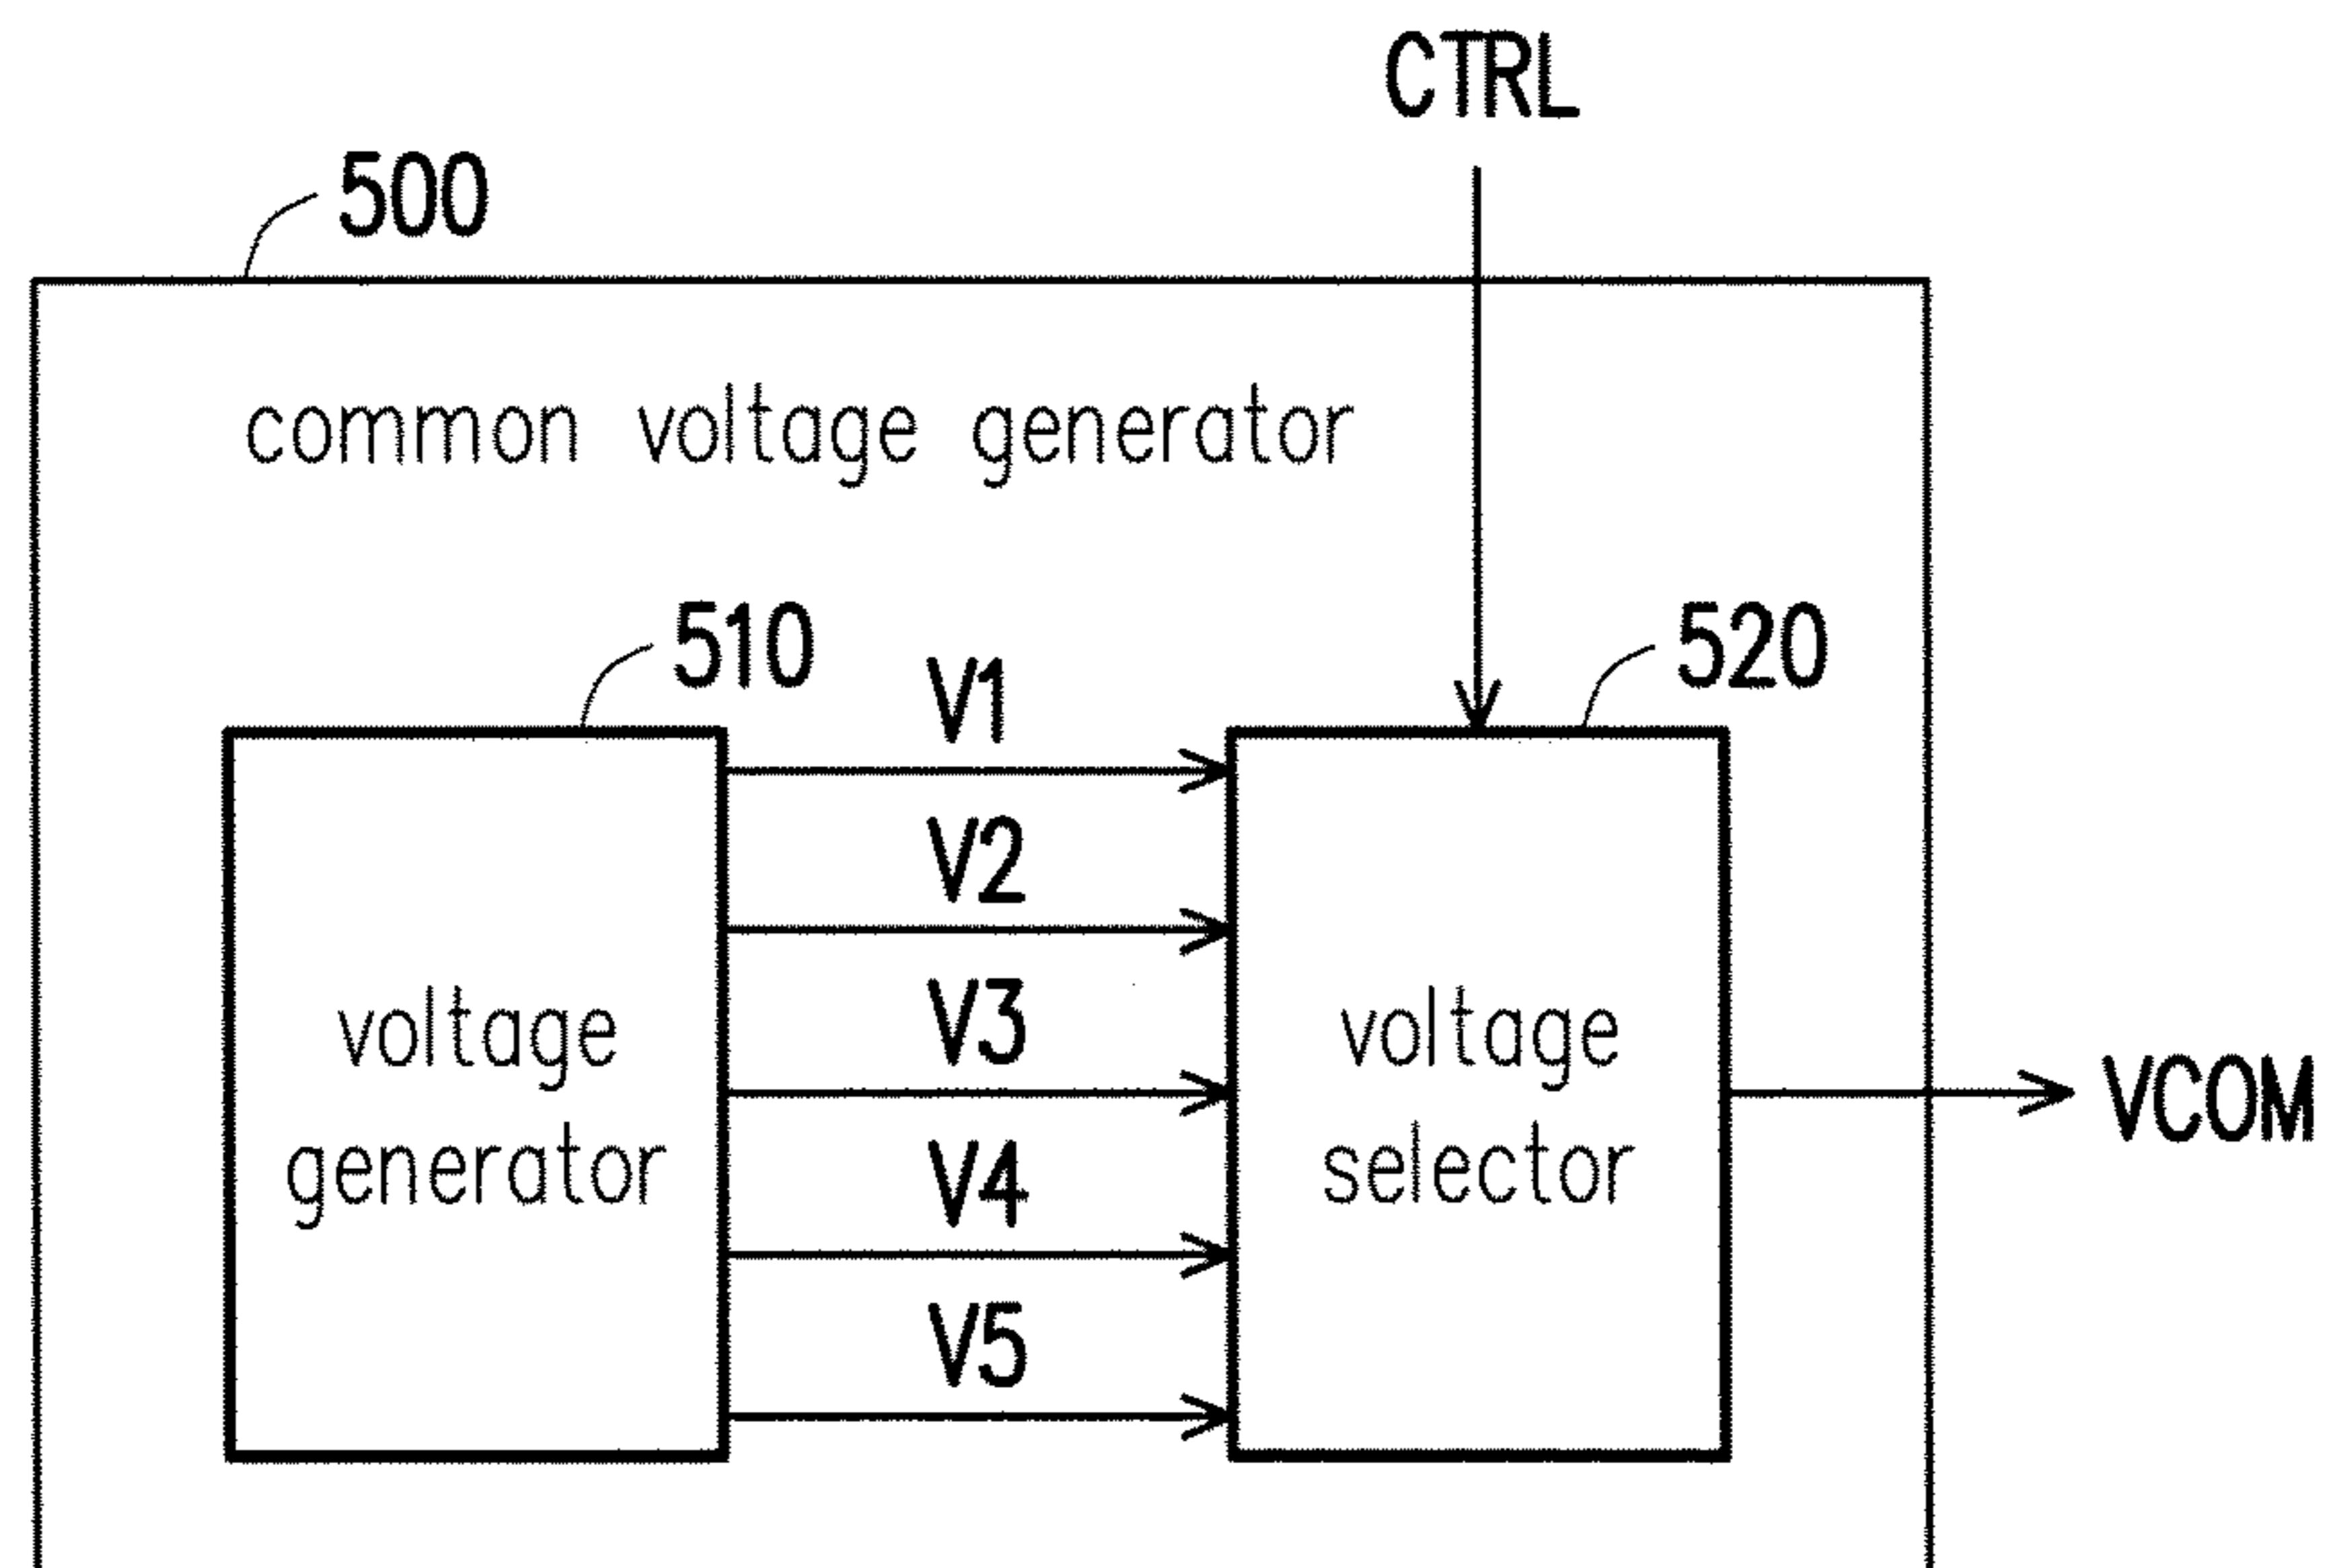 CTRL
500
common voltage generator
510
520
V1
V2
V3
V4
V5
voltage
generator
voltage
selector
VCOM